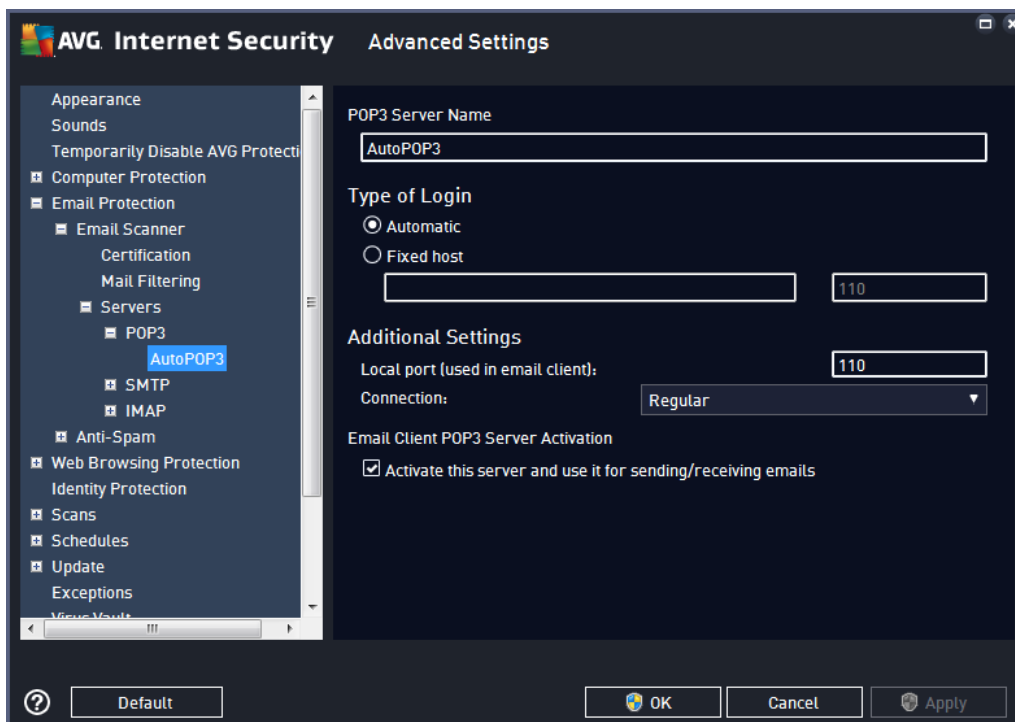 AVG. Internet Security Advanced Settings
Appearance
Sounds
Temporarily Disable AVG Protecti
Computer Protection
Email Protection
Email Scanner
Certification
Mail Filtering
Servers
POP3
AutoPOP3
SMTP
IMAP
Anti-Spam
Web Browsing Protection
Identity Protection
Scans
Schedules
Update
Exceptions
Virus Vault
POP3 Server Name
AutoPOP3
Type of Login
Automatic
Fixed host
110
Additional Settings
Local port (used in email client): 110
Connection: Regular
Email Client POP3 Server Activation
Activate this server and use it for sending/receiving emails
? Default OK Cancel Apply